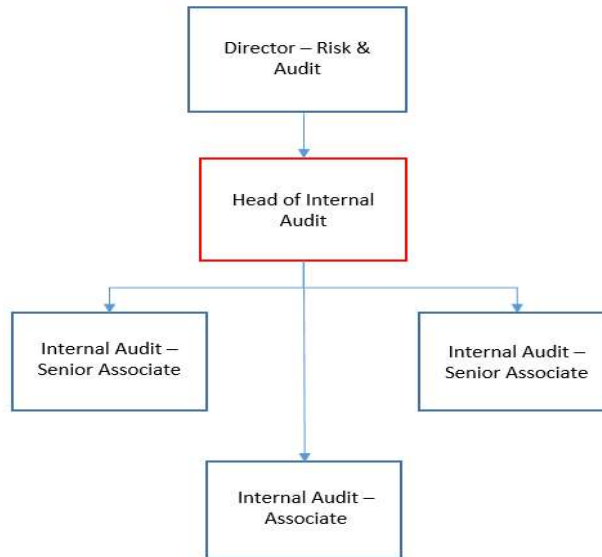 Director – Risk &
Audit
Head of Internal
Audit
Internal Audit –
Senior Associate
Internal Audit –
Senior Associate
Internal Audit –
Associate